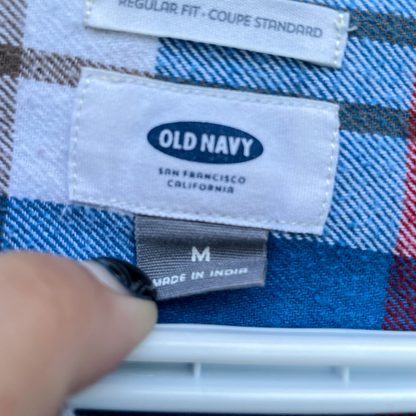 REGULAR FIT · COUPE STANDARD
OLD NAVY
SAN FRANCISCO
CALIFORNIA
M
MADE IN INDIA